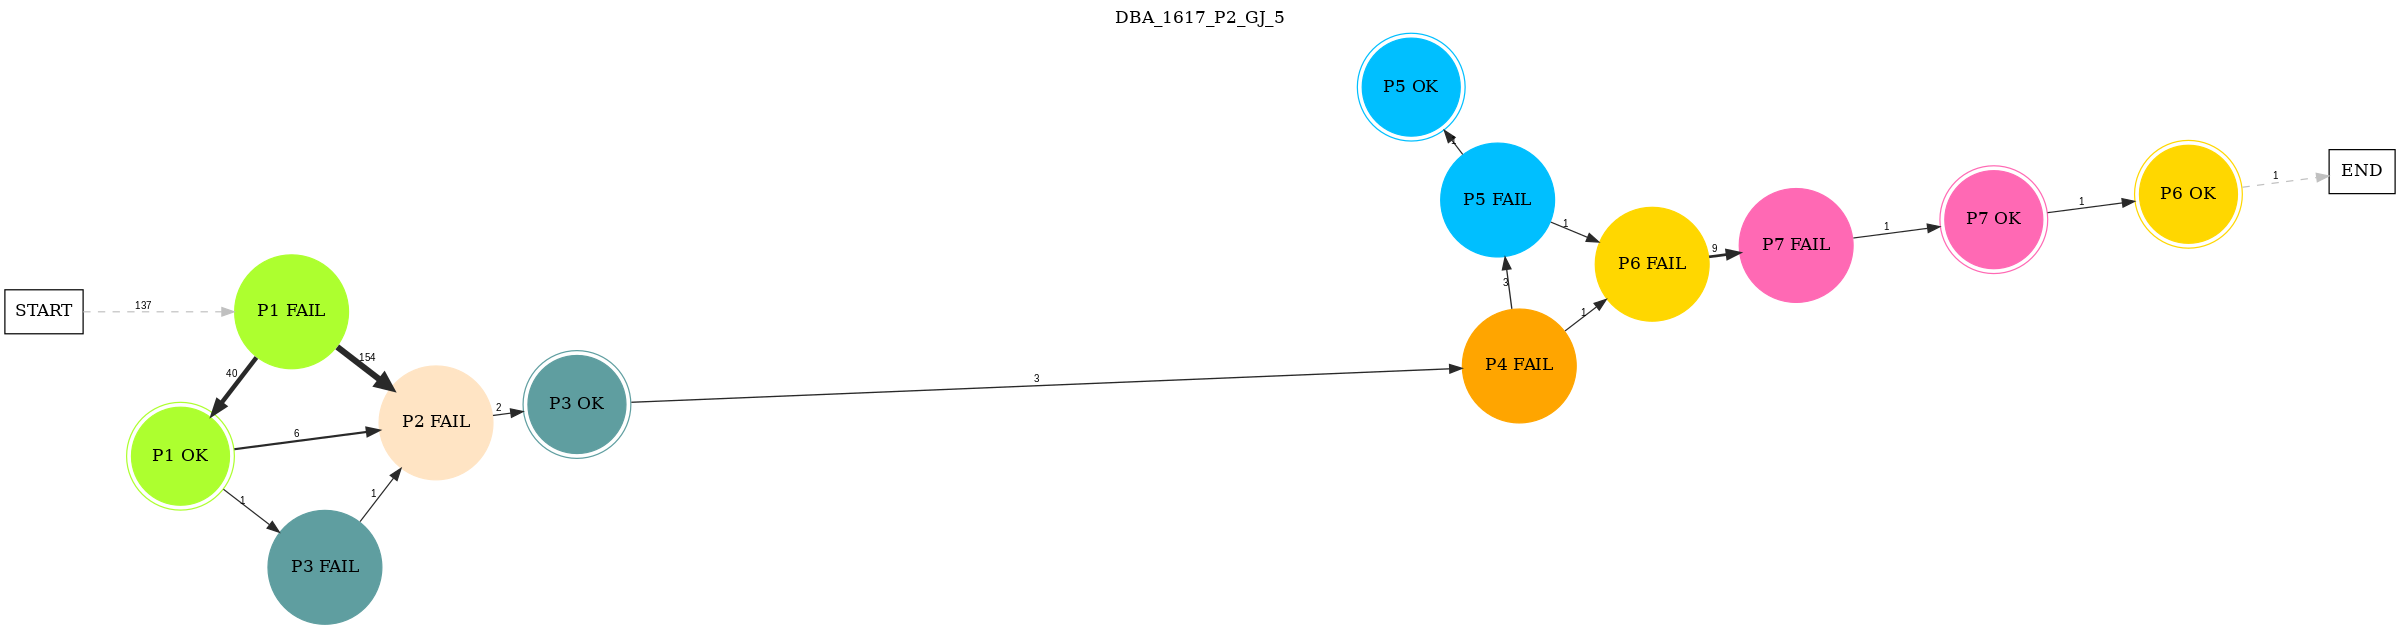 DBA_1617_P2_GJ_5
P5 OK
P5 FAIL
1
P6 FAIL
9
P7 FAIL
1
P7 OK
1
P6 OK
1
END
START
137
P1 FAIL
154
40
3
1
P4 FAIL
3
P3 OK
2
P2 FAIL
6
P1 OK
1
1
P3 FAIL